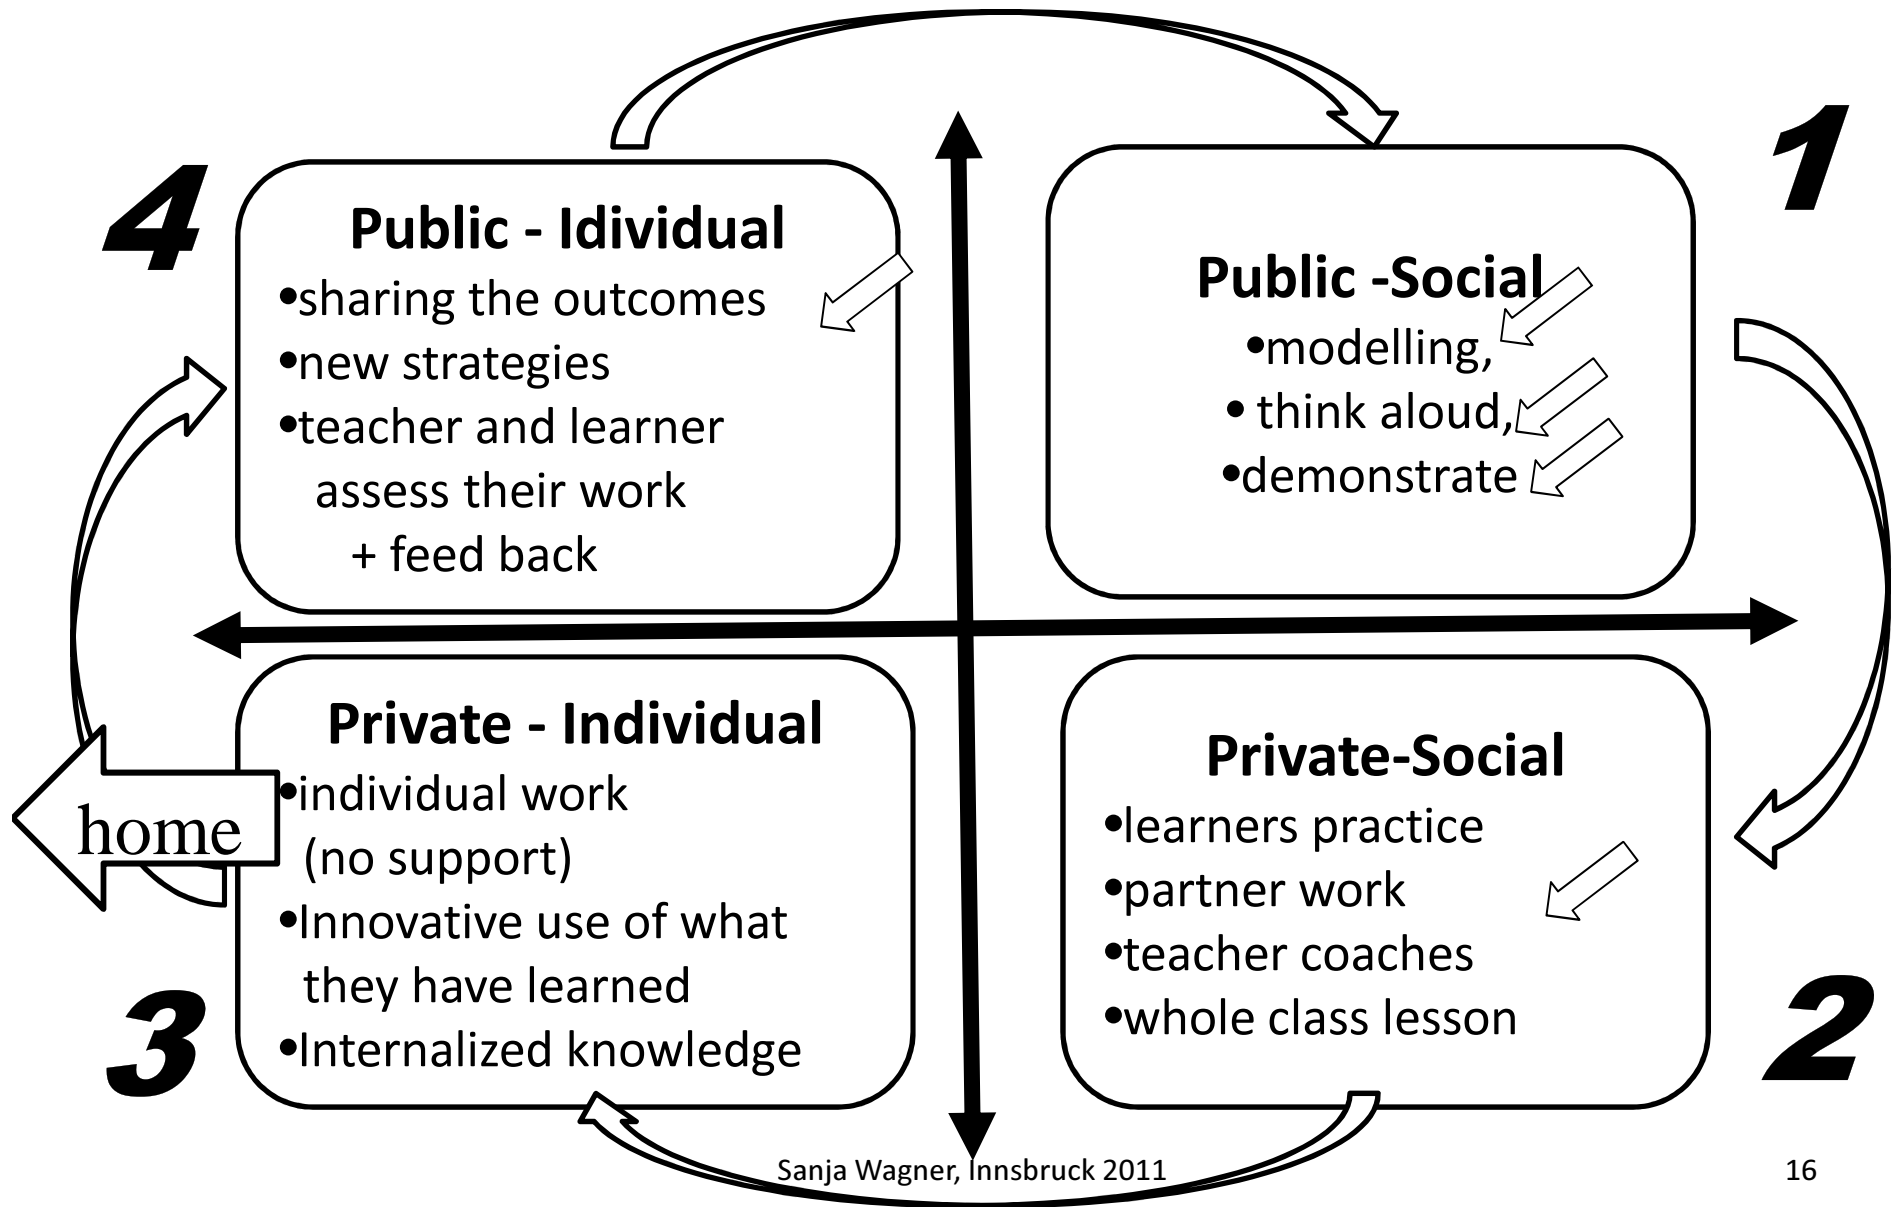 4
Public - Idividual
•sharing the outcomes
•new strategies
•teacher and learner
assess their work
+ feed back
1
Public -Social
•modelling,
• think aloud,
•demonstrate
home
3
Private - Individual
•individual work
(no support)
•Innovative use of what
they have learned
•Internalized knowledge
2
Private-Social
•learners practice
•partner work
•teacher coaches
•whole class lesson
Sanja Wagner, Innsbruck 2011
16